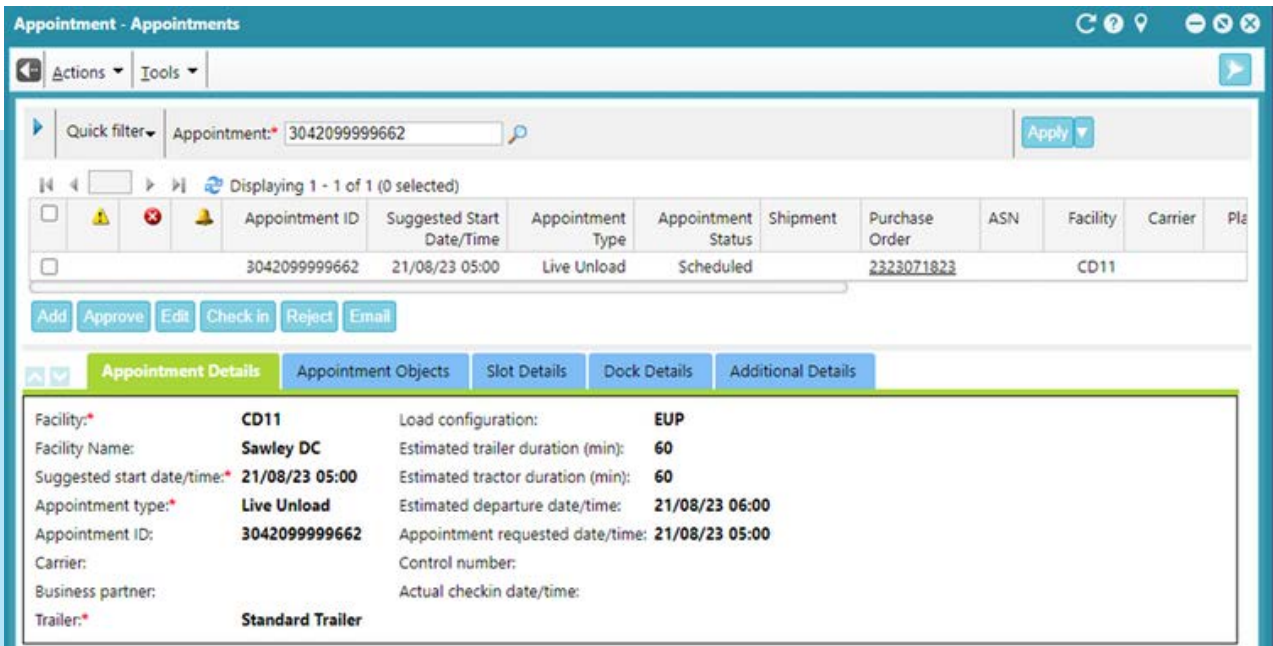 Appointment - Appointments
Actions Tools
Quick filter Appointment:* 3042099999662 Apply
Displaying 1 - 1 of 1 (0 selected)
Appointment ID Suggested Start Date/Time Appointment Type Appointment Status Shipment Purchase Order ASN Facility Carrier Pla
3042099999662 21/08/23 05:00 Live Unload Scheduled 2323071823 CD11
Add Approve Edit Check in Reject Email
Appointment Details Appointment Objects Slot Details Dock Details Additional Details
Facility:* CD11 Load configuration: EUP
Facility Name: Sawley DC Estimated trailer duration (min): 60
Suggested start date/time:* 21/08/23 05:00 Estimated tractor duration (min): 60
Appointment type:* Live Unload Estimated departure date/time: 21/08/23 06:00
Appointment ID: 3042099999662 Appointment requested date/time: 21/08/23 05:00
Carrier: Control number:
Business partner: Actual checkin date/time:
Trailer:* Standard Trailer